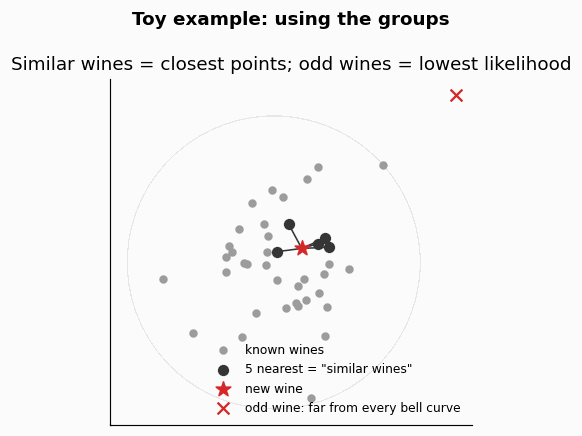 Toy example: using the groups
Similar wines = closest points; odd wines = lowest likelihood
known wines
5 nearest = "similar wines"
new wine
odd wine: far from every bell curve